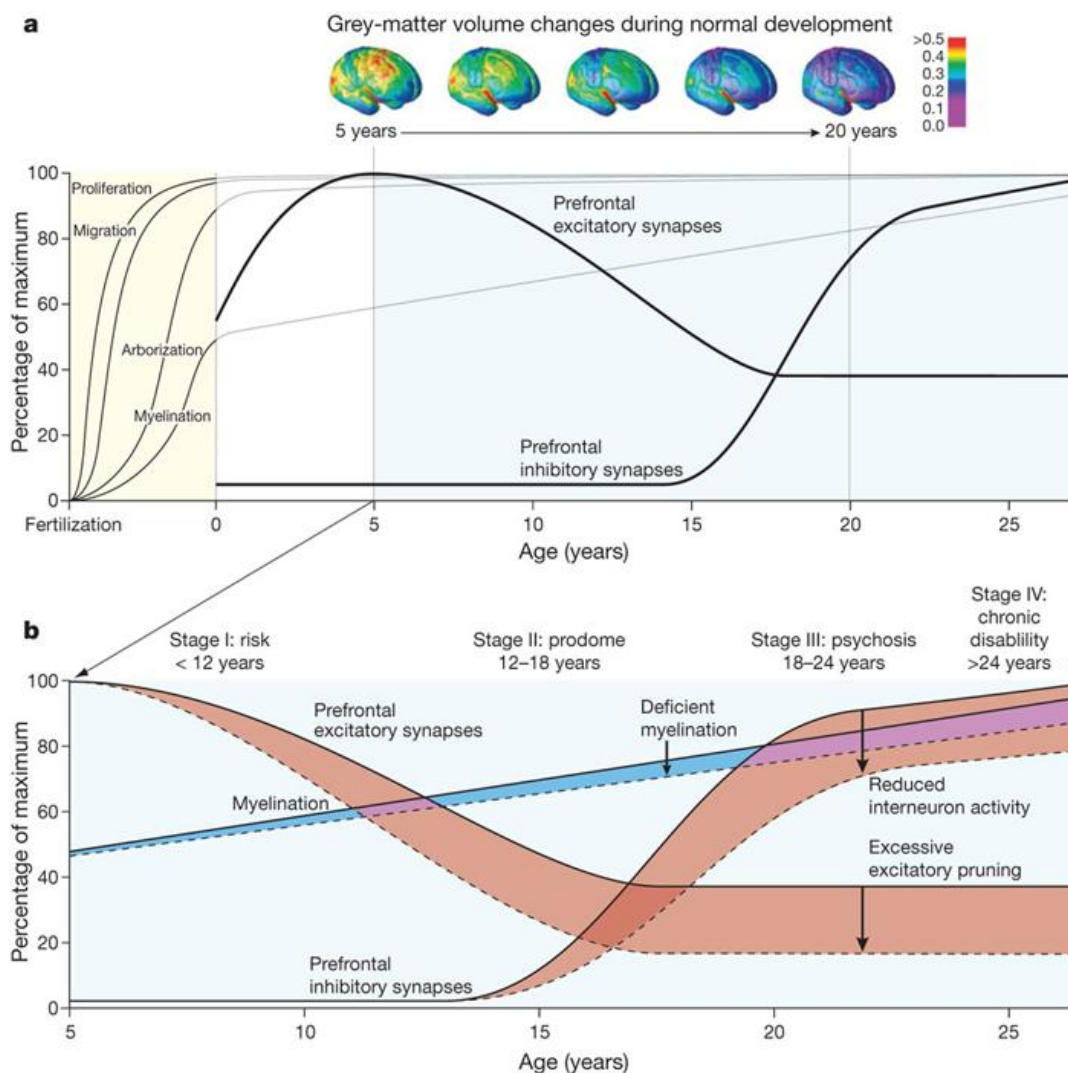 a
Grey-matter volume changes during normal development
>0.5
0.4
0.3
0.2
0.1
0.0
5 years
20 years
Percentage of maximum
100
80
60
40
20
0
Proliferation
Migration
Arborization
Myelination
Prefrontal
excitatory synapses
Prefrontal
inhibitory synapses
Fertilization
0
5
10
15
20
25
Age (years)
b
Stage I: risk
< 12 years
Stage II: prodome
12–18 years
Stage III: psychosis
18–24 years
Stage IV:
chronic
disablility
>24 years
Percentage of maximum
100
80
60
40
20
0
Prefrontal
excitatory synapses
Deficient
myelination
Myelination
Reduced
interneuron activity
Excessive
excitatory pruning
Prefrontal
inhibitory synapses
5
10
15
20
25
Age (years)